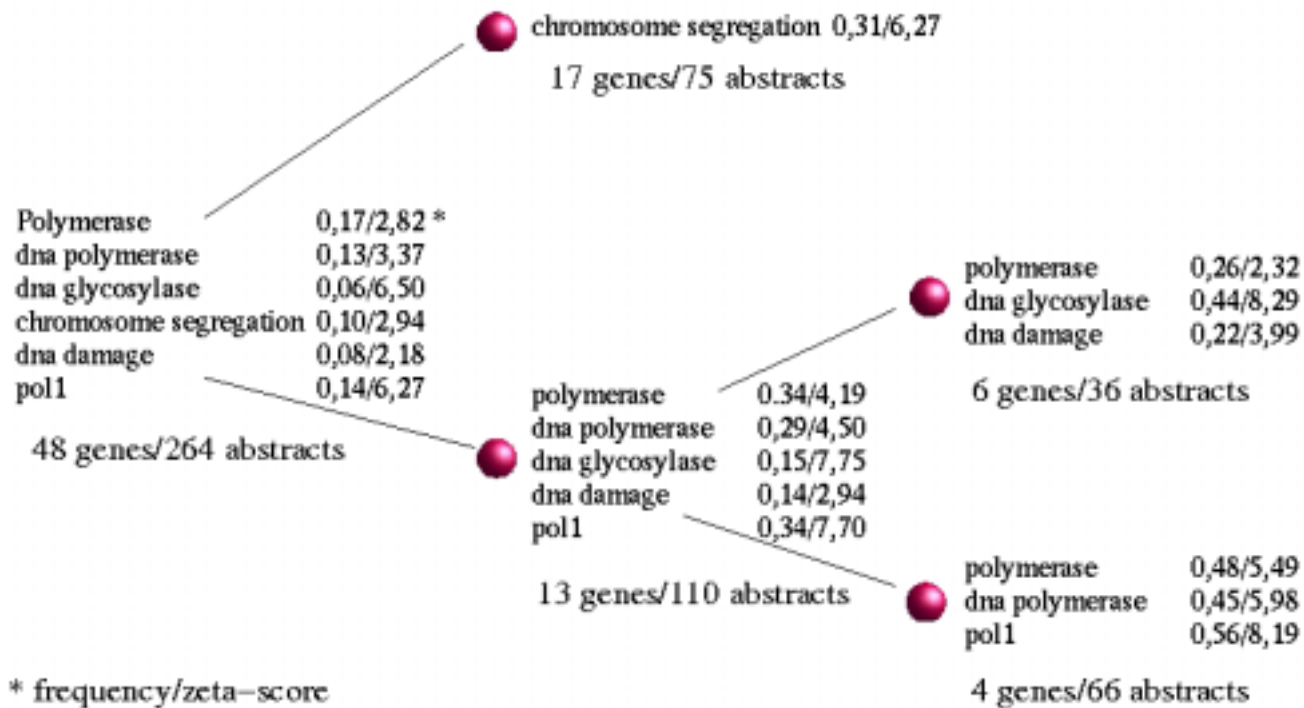 chromosome segregation 0,31/6,27
17 genes/75 abstracts
Polymerase 0,17/2,82 *
dna polymerase 0,13/3,37
dna glycosylase 0,06/6,50
chromosome segregation 0,10/2,94
dna damage 0,08/2,18
pol1 0,14/6,27
48 genes/264 abstracts
polymerase 0.34/4,19
dna polymerase 0,29/4,50
dna glycosylase 0,15/7,75
dna damage 0,14/2,94
pol1 0,34/7,70
13 genes/110 abstracts
polymerase 0,26/2,32
dna glycosylase 0,44/8,29
dna damage 0,22/3,99
6 genes/36 abstracts
polymerase 0,48/5,49
dna polymerase 0,45/5,98
pol1 0,56/8,19
4 genes/66 abstracts
* frequency/zeta-score